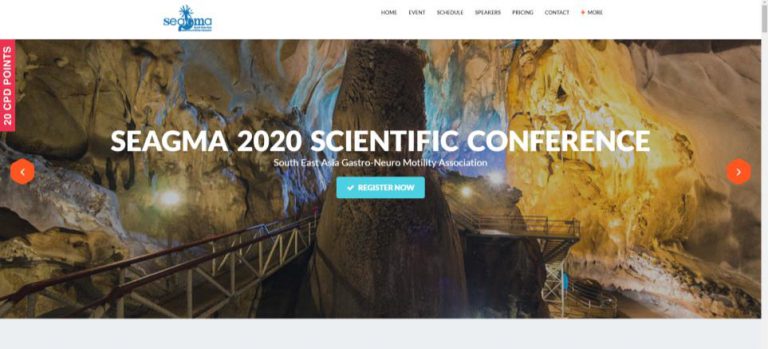 seagma
HOME EVENT SCHEDULE SPEAKERS PRICING CONTACT + MORE
20 CPD POINTS
SEAGMA 2020 SCIENTIFIC CONFERENCE
South East Asia Gastro-Neuro Motility Association
REGISTER NOW